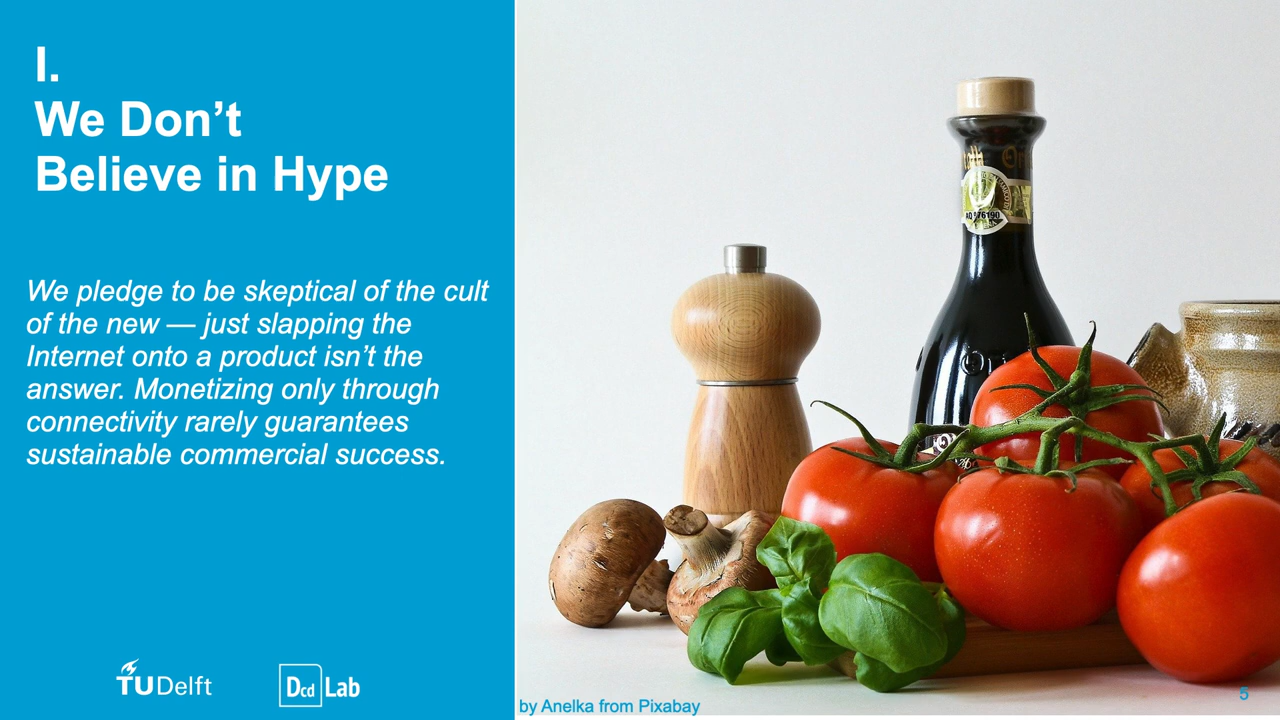 I.
We Don’t
Believe in Hype
We pledge to be skeptical of the cult
of the new — just slapping the
Internet onto a product isn’t the
answer. Monetizing only through
connectivity rarely guarantees
sustainable commercial success.
TUDelft
Dcd Lab
AQ 976190
by Anelka from Pixabay
5